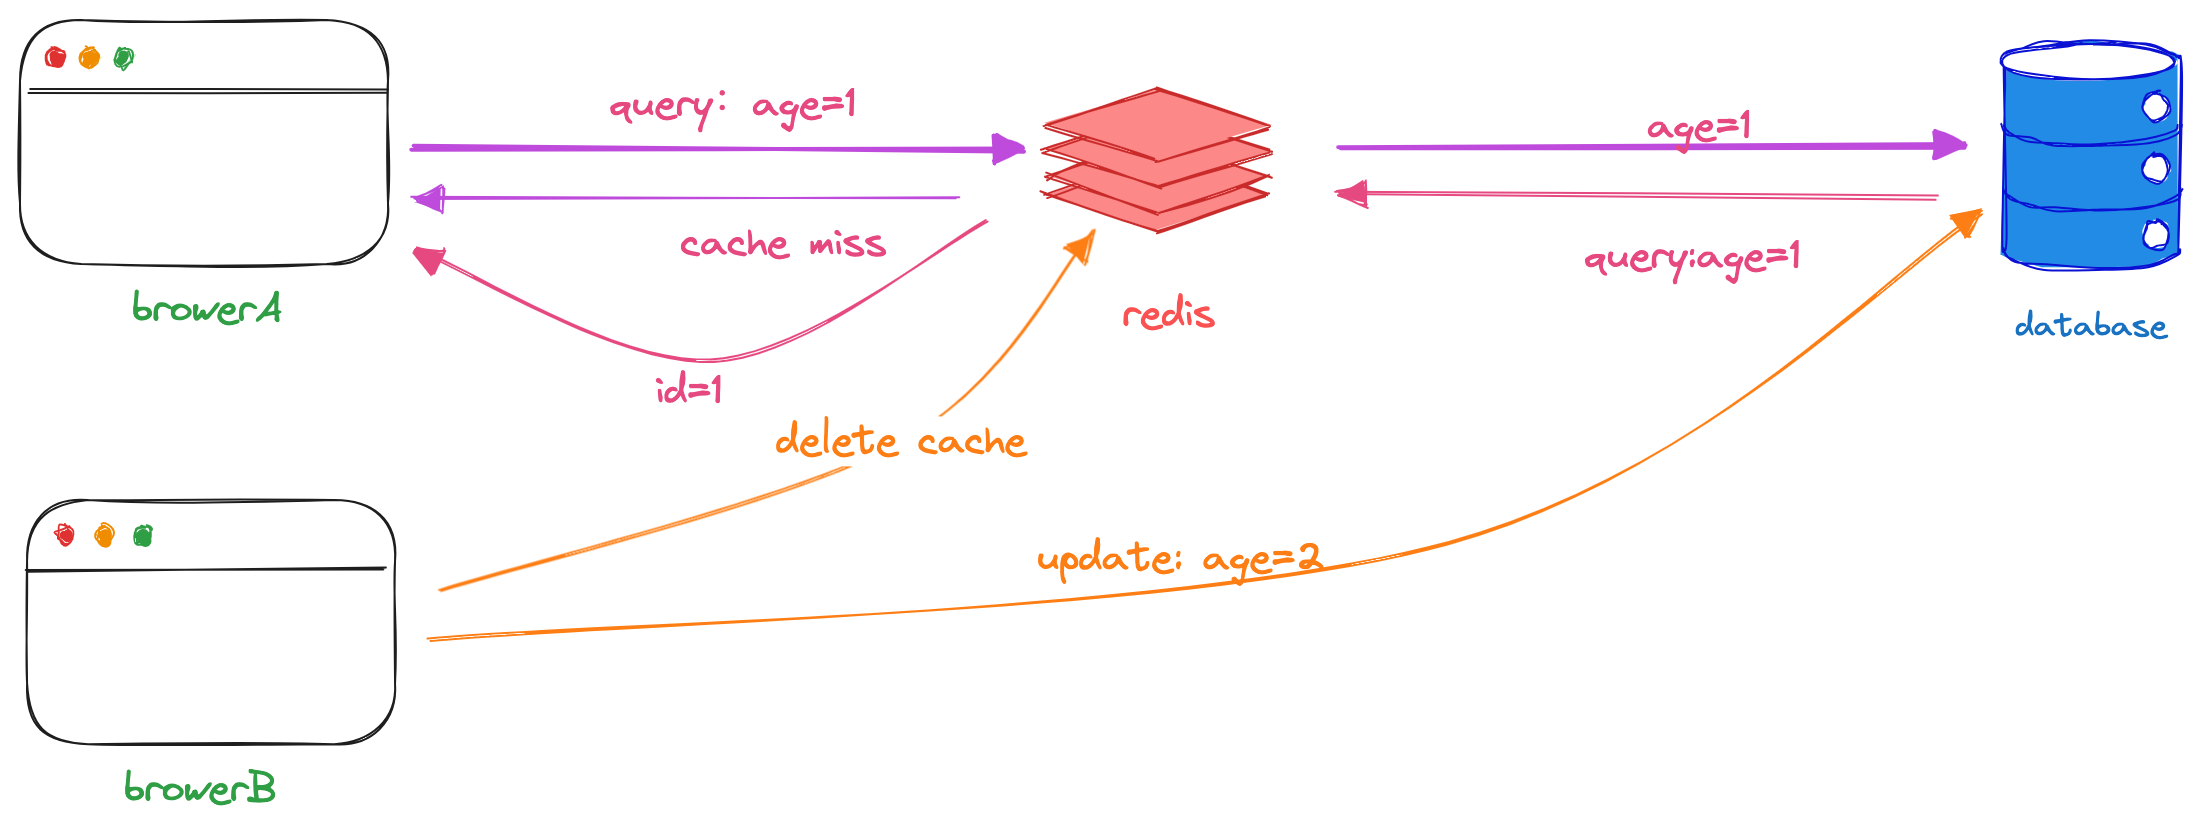 query: age=1
age=1
cache miss
query:age=1
browerA
redis
database
id=1
delete cache
update: age=2
browerB